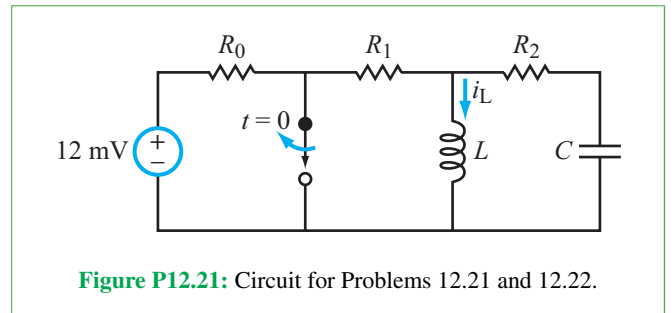 R0 R1 R2
iL
t = 0
12 mV + − L C
Figure P12.21: Circuit for Problems 12.21 and 12.22.